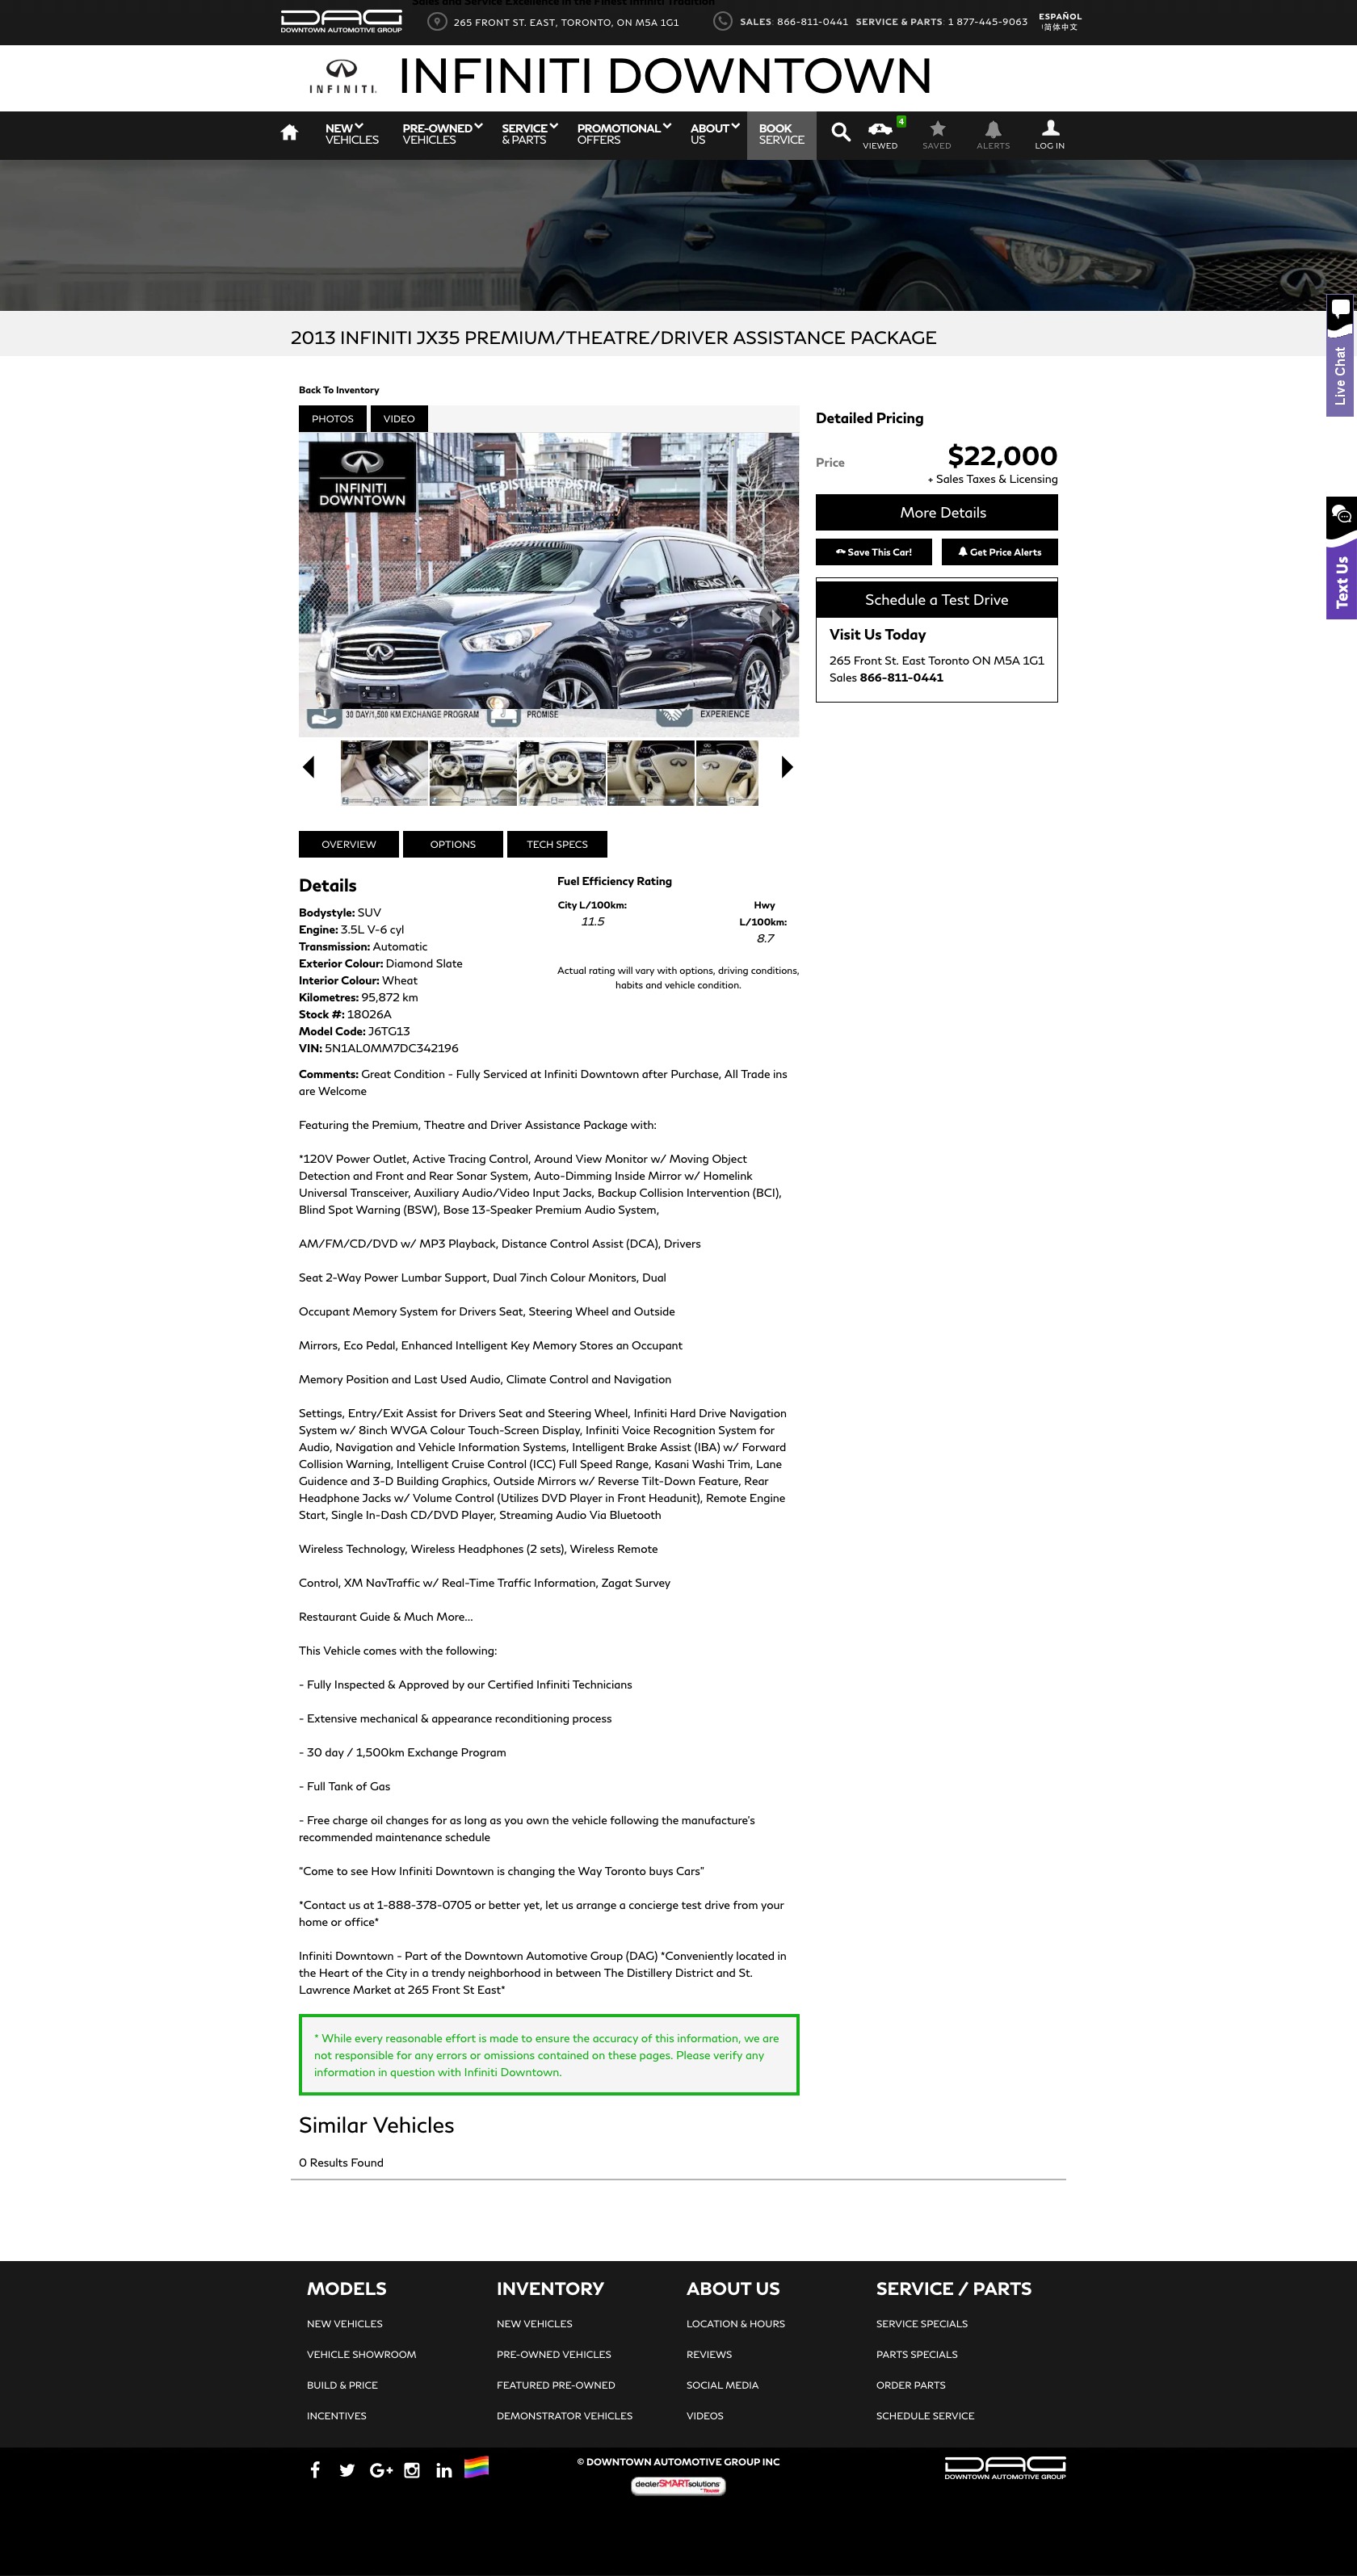 Sales and Service Excellence in the Finest Infiniti Tradition
DAG
DOWNTOWN AUTOMOTIVE GROUP
265 FRONT ST. EAST, TORONTO, ON M5A 1G1
SALES: 866-811-0441 SERVICE & PARTS: 1 877-445-9063
ESPAÑOL
简体中文
INFINITI
INFINITI DOWNTOWN
NEW
VEHICLES
PRE-OWNED
VEHICLES
SERVICE
& PARTS
PROMOTIONAL
OFFERS
ABOUT
US
BOOK
SERVICE
4
VIEWED
SAVED
ALERTS
LOG IN
2013 INFINITI JX35 PREMIUM/THEATRE/DRIVER ASSISTANCE PACKAGE
Live Chat
Text Us
Back To Inventory
PHOTOS
VIDEO
INFINITI
DOWNTOWN
THE DISTILLERY DISTRICT
30 DAY/1,500 KM EXCHANGE PROGRAM
PROMISE
EXPERIENCE
Detailed Pricing
Price
$22,000
+ Sales Taxes & Licensing
More Details
Save This Car!
Get Price Alerts
Schedule a Test Drive
Visit Us Today
265 Front St. East Toronto ON M5A 1G1
Sales 866-811-0441
OVERVIEW
OPTIONS
TECH SPECS
Details
Bodystyle: SUV
Engine: 3.5L V-6 cyl
Transmission: Automatic
Exterior Colour: Diamond Slate
Interior Colour: Wheat
Kilometres: 95,872 km
Stock #: 18026A
Model Code: J6TG13
VIN: 5N1AL0MM7DC342196
Fuel Efficiency Rating
City L/100km:
11.5
Hwy
L/100km:
8.7
Actual rating will vary with options, driving conditions,
habits and vehicle condition.
Comments: Great Condition - Fully Serviced at Infiniti Downtown after Purchase, All Trade ins
are Welcome
Featuring the Premium, Theatre and Driver Assistance Package with:
*120V Power Outlet, Active Tracing Control, Around View Monitor w/ Moving Object
Detection and Front and Rear Sonar System, Auto-Dimming Inside Mirror w/ Homelink
Universal Transceiver, Auxiliary Audio/Video Input Jacks, Backup Collision Intervention (BCI),
Blind Spot Warning (BSW), Bose 13-Speaker Premium Audio System,
AM/FM/CD/DVD w/ MP3 Playback, Distance Control Assist (DCA), Drivers
Seat 2-Way Power Lumbar Support, Dual 7inch Colour Monitors, Dual
Occupant Memory System for Drivers Seat, Steering Wheel and Outside
Mirrors, Eco Pedal, Enhanced Intelligent Key Memory Stores an Occupant
Memory Position and Last Used Audio, Climate Control and Navigation
Settings, Entry/Exit Assist for Drivers Seat and Steering Wheel, Infiniti Hard Drive Navigation
System w/ 8inch WVGA Colour Touch-Screen Display, Infiniti Voice Recognition System for
Audio, Navigation and Vehicle Information Systems, Intelligent Brake Assist (IBA) w/ Forward
Collision Warning, Intelligent Cruise Control (ICC) Full Speed Range, Kasani Washi Trim, Lane
Guidence and 3-D Building Graphics, Outside Mirrors w/ Reverse Tilt-Down Feature, Rear
Headphone Jacks w/ Volume Control (Utilizes DVD Player in Front Headunit), Remote Engine
Start, Single In-Dash CD/DVD Player, Streaming Audio Via Bluetooth
Wireless Technology, Wireless Headphones (2 sets), Wireless Remote
Control, XM NavTraffic w/ Real-Time Traffic Information, Zagat Survey
Restaurant Guide & Much More...
This Vehicle comes with the following:
- Fully Inspected & Approved by our Certified Infiniti Technicians
- Extensive mechanical & appearance reconditioning process
- 30 day / 1,500km Exchange Program
- Full Tank of Gas
- Free charge oil changes for as long as you own the vehicle following the manufacture's
recommended maintenance schedule
"Come to see How Infiniti Downtown is changing the Way Toronto buys Cars"
*Contact us at 1-888-378-0705 or better yet, let us arrange a concierge test drive from your
home or office*
Infiniti Downtown - Part of the Downtown Automotive Group (DAG) *Conveniently located in
the Heart of the City in a trendy neighborhood in between The Distillery District and St.
Lawrence Market at 265 Front St East*
* While every reasonable effort is made to ensure the accuracy of this information, we are
not responsible for any errors or omissions contained on these pages. Please verify any
information in question with Infiniti Downtown.
Similar Vehicles
0 Results Found
MODELS
NEW VEHICLES
VEHICLE SHOWROOM
BUILD & PRICE
INCENTIVES
INVENTORY
NEW VEHICLES
PRE-OWNED VEHICLES
FEATURED PRE-OWNED
DEMONSTRATOR VEHICLES
ABOUT US
LOCATION & HOURS
REVIEWS
SOCIAL MEDIA
VIDEOS
SERVICE / PARTS
SERVICE SPECIALS
PARTS SPECIALS
ORDER PARTS
SCHEDULE SERVICE
© DOWNTOWN AUTOMOTIVE GROUP INC
dealerSMARTsolutions
DAG
DOWNTOWN AUTOMOTIVE GROUP